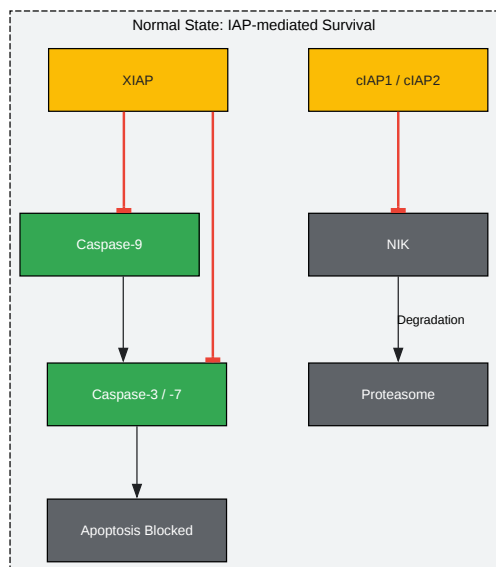 Normal State: IAP-mediated Survival
XIAP
cIAP1 / cIAP2
Caspase-9
NIK
Degradation
Caspase-3 / -7
Proteasome
Apoptosis Blocked